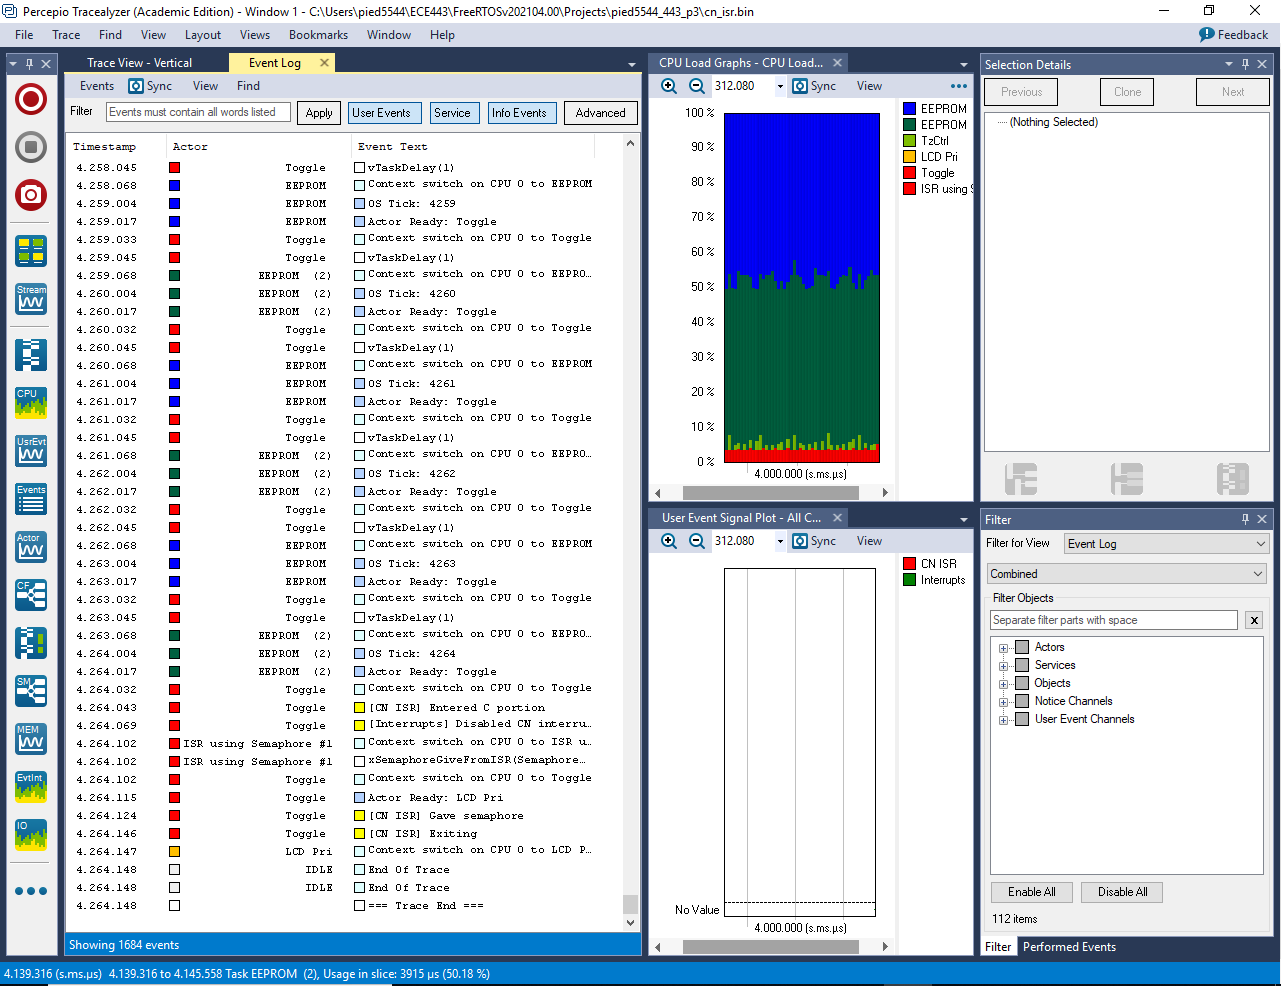 Percepio Tracealyzer (Academic Edition) - Window 1 - C:\Users\pied5544\ECE443\FreeRTOSv202104.00\Projects\pied5544_443_p3\cn_isr.bin
File Trace Find View Layout Views Bookmarks Window Help Feedback
Trace View - Vertical Event Log
Events Sync View Find
Filter Events must contain all words listed Apply User Events Service Info Events Advanced
Timestamp Actor Event Text
4.258.045 Toggle vTaskDelay(1)
4.258.068 EEPROM Context switch on CPU 0 to EEPROM
4.259.004 EEPROM OS Tick: 4259
4.259.017 EEPROM Actor Ready: Toggle
4.259.033 Toggle Context switch on CPU 0 to Toggle
4.259.045 Toggle vTaskDelay(1)
4.259.068 EEPROM (2) Context switch on CPU 0 to EEPRO...
4.260.004 EEPROM (2) OS Tick: 4260
4.260.017 EEPROM (2) Actor Ready: Toggle
4.260.032 Toggle Context switch on CPU 0 to Toggle
4.260.045 Toggle vTaskDelay(1)
4.260.068 EEPROM Context switch on CPU 0 to EEPROM
4.261.004 EEPROM OS Tick: 4261
4.261.017 EEPROM Actor Ready: Toggle
4.261.032 Toggle Context switch on CPU 0 to Toggle
4.261.045 Toggle vTaskDelay(1)
4.261.068 EEPROM (2) Context switch on CPU 0 to EEPRO...
4.262.004 EEPROM (2) OS Tick: 4262
4.262.017 EEPROM (2) Actor Ready: Toggle
4.262.032 Toggle Context switch on CPU 0 to Toggle
4.262.045 Toggle vTaskDelay(1)
4.262.068 EEPROM Context switch on CPU 0 to EEPROM
4.263.004 EEPROM OS Tick: 4263
4.263.017 EEPROM Actor Ready: Toggle
4.263.032 Toggle Context switch on CPU 0 to Toggle
4.263.045 Toggle vTaskDelay(1)
4.263.068 EEPROM (2) Context switch on CPU 0 to EEPRO...
4.264.004 EEPROM (2) OS Tick: 4264
4.264.017 EEPROM (2) Actor Ready: Toggle
4.264.032 Toggle Context switch on CPU 0 to Toggle
4.264.043 Toggle [CN ISR] Entered C portion
4.264.069 Toggle [Interrupts] Disabled CN interru...
4.264.102 ISR using Semaphore #1 Context switch on CPU 0 to ISR u...
4.264.102 ISR using Semaphore #1 xSemaphoreGiveFromISR(Semaphore...
4.264.102 Toggle Context switch on CPU 0 to Toggle
4.264.115 Toggle Actor Ready: LCD Pri
4.264.124 Toggle [CN ISR] Gave semaphore
4.264.146 Toggle [CN ISR] Exiting
4.264.147 LCD Pri Context switch on CPU 0 to LCD P...
4.264.148 IDLE End Of Trace
4.264.148 IDLE End Of Trace
4.264.148 === Trace End ===
Showing 1684 events
Stream
CPU
UsrEvt
Events
Actor
CF
SM
MEM
EvtInt
IO
CPU Load Graphs - CPU Load...
312.080 Sync View
100 %
90 %
80 %
70 %
60 %
50 %
40 %
30 %
20 %
10 %
0 %
4.000.000 (s.ms.µs)
EEPROM
EEPROM
TzCtrl
LCD Pri
Toggle
ISR using S
User Event Signal Plot - All C...
312.080 Sync View
CN ISR
Interrupts
No Value
4.000.000 (s.ms.µs)
Selection Details
Previous Clone Next
(Nothing Selected)
Filter
Filter for View Event Log
Combined
Filter Objects
Separate filter parts with space x
Actors
Services
Objects
Notice Channels
User Event Channels
Enable All Disable All
112 items
Filter Performed Events
4.139.316 (s.ms.µs) 4.139.316 to 4.145.558 Task EEPROM (2), Usage in slice: 3915 µs (50.18 %)